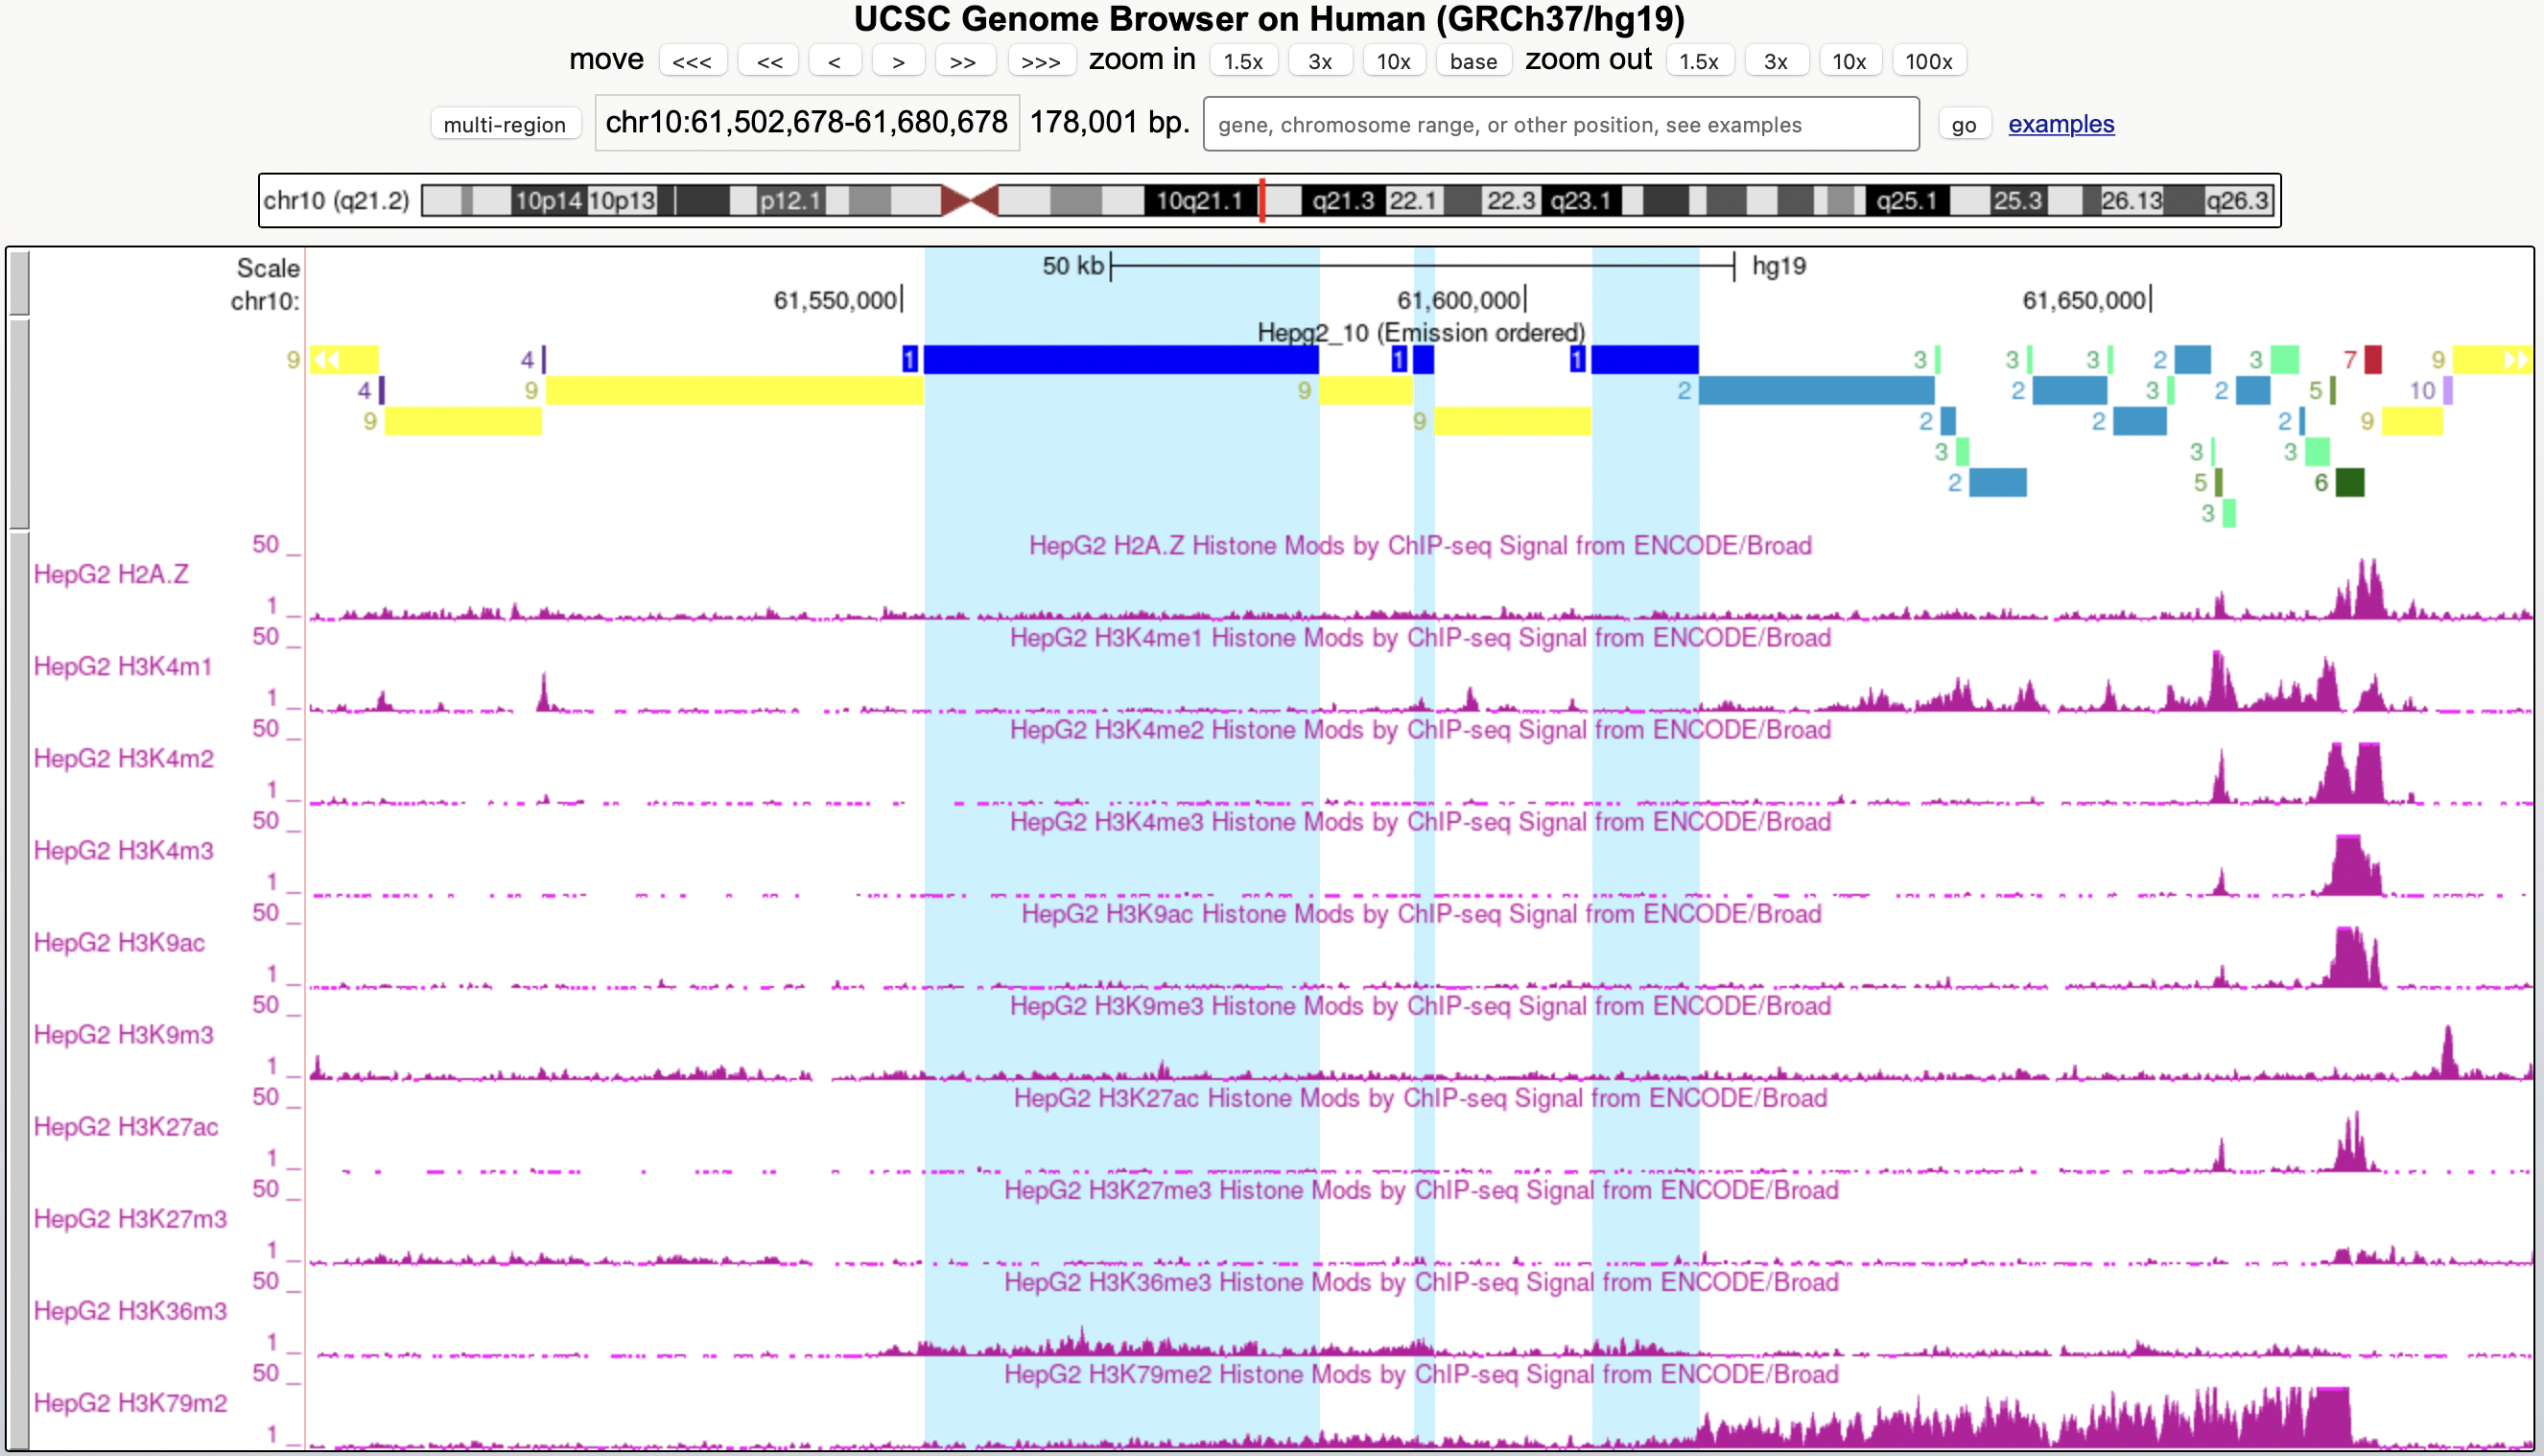 UCSC Genome Browser on Human (GRCh37/hg19)
move <<< << < > >> >>> zoom in 1.5x 3x 10x base zoom out 1.5x 3x 10x 100x
multi-region chr10:61,502,678-61,680,678 178,001 bp. gene, chromosome range, or other position, see examples go examples
chr10 (q21.2) 10p14 10p13 p12.1 10q21.1 q21.3 22.1 22.3 q23.1 q25.1 25.3 26.13 q26.3
Scale 50 kb hg19
chr10: 61,550,000 61,600,000 61,650,000
Hepg2_10 (Emission ordered)
9 4 1 1 1 3 3 3 2 3 7 9
4 9 9 2 2 3 2 5 10
9 9 2 2 2 9
3 3 3
2 5 6
3
50 HepG2 H2A.Z Histone Mods by ChIP-seq Signal from ENCODE/Broad
HepG2 H2A.Z
1
50 HepG2 H3K4me1 Histone Mods by ChIP-seq Signal from ENCODE/Broad
HepG2 H3K4m1
1
50 HepG2 H3K4me2 Histone Mods by ChIP-seq Signal from ENCODE/Broad
HepG2 H3K4m2
1
50 HepG2 H3K4me3 Histone Mods by ChIP-seq Signal from ENCODE/Broad
HepG2 H3K4m3
1
50 HepG2 H3K9ac Histone Mods by ChIP-seq Signal from ENCODE/Broad
HepG2 H3K9ac
1
50 HepG2 H3K9me3 Histone Mods by ChIP-seq Signal from ENCODE/Broad
HepG2 H3K9m3
1
50 HepG2 H3K27ac Histone Mods by ChIP-seq Signal from ENCODE/Broad
HepG2 H3K27ac
1
50 HepG2 H3K27me3 Histone Mods by ChIP-seq Signal from ENCODE/Broad
HepG2 H3K27m3
1
50 HepG2 H3K36me3 Histone Mods by ChIP-seq Signal from ENCODE/Broad
HepG2 H3K36m3
1
50 HepG2 H3K79me2 Histone Mods by ChIP-seq Signal from ENCODE/Broad
HepG2 H3K79m2
1